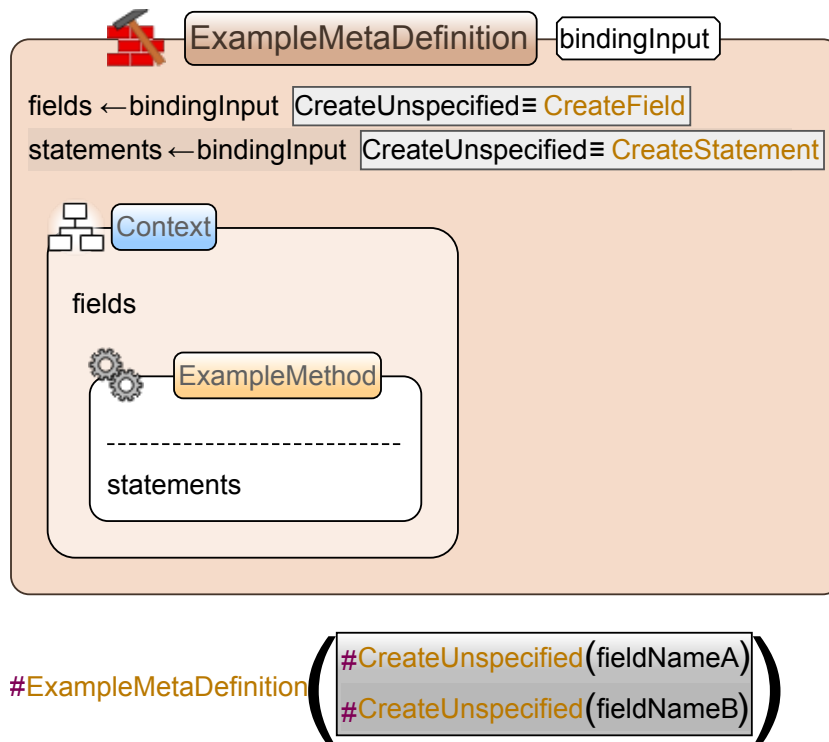 ExampleMetaDefinition bindingInput
fields ←bindingInput CreateUnspecified≡ CreateField
statements ←bindingInput CreateUnspecified≡ CreateStatement
Context
fields
ExampleMethod
---------------------------
statements
#ExampleMetaDefinition(
#CreateUnspecified(fieldNameA)
#CreateUnspecified(fieldNameB)
)